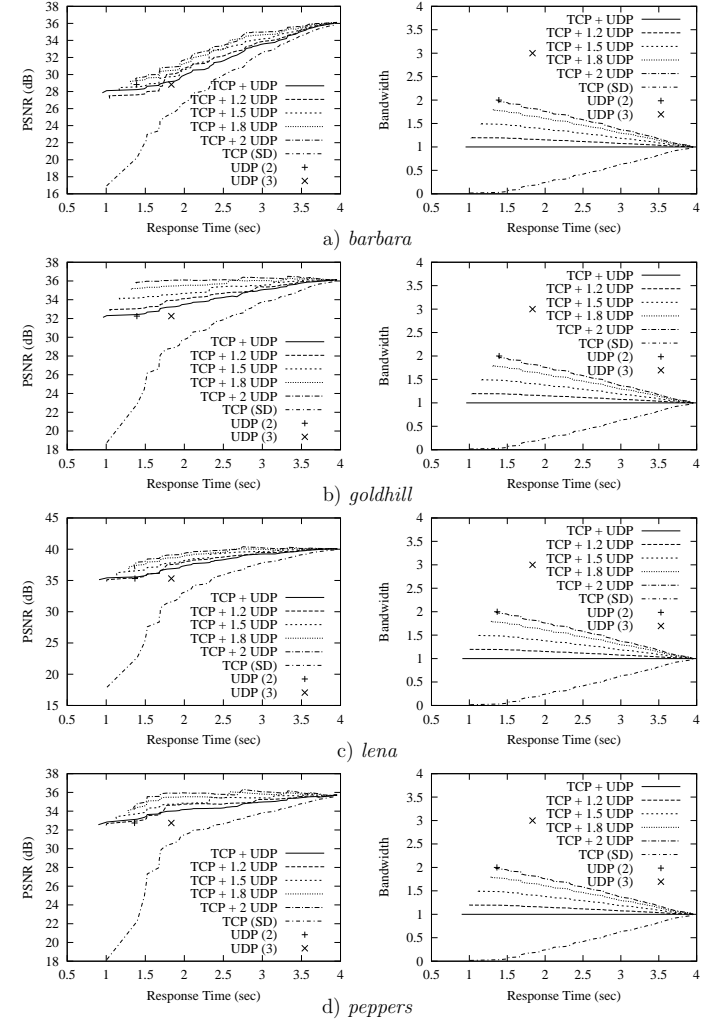 38
36
34
32
30
28
26
24
22
20
18
16
PSNR (dB)
TCP + UDP
TCP + 1.2 UDP
TCP + 1.5 UDP
TCP + 1.8 UDP
TCP + 2 UDP
TCP (SD)
UDP (2)
UDP (3)
0.5 1 1.5 2 2.5 3 3.5 4
Response Time (sec)
4
3.5
3
2.5
2
1.5
1
0.5
0
Bandwidth
TCP + UDP
TCP + 1.2 UDP
TCP + 1.5 UDP
TCP + 1.8 UDP
TCP + 2 UDP
TCP (SD)
UDP (2)
UDP (3)
0.5 1 1.5 2 2.5 3 3.5 4
Response Time (sec)
a) barbara
38
36
34
32
30
28
26
24
22
20
18
PSNR (dB)
TCP + UDP
TCP + 1.2 UDP
TCP + 1.5 UDP
TCP + 1.8 UDP
TCP + 2 UDP
TCP (SD)
UDP (2)
UDP (3)
0.5 1 1.5 2 2.5 3 3.5 4
Response Time (sec)
4
3.5
3
2.5
2
1.5
1
0.5
0
Bandwidth
TCP + UDP
TCP + 1.2 UDP
TCP + 1.5 UDP
TCP + 1.8 UDP
TCP + 2 UDP
TCP (SD)
UDP (2)
UDP (3)
0.5 1 1.5 2 2.5 3 3.5 4
Response Time (sec)
b) goldhill
45
40
35
30
25
20
15
PSNR (dB)
TCP + UDP
TCP + 1.2 UDP
TCP + 1.5 UDP
TCP + 1.8 UDP
TCP + 2 UDP
TCP (SD)
UDP (2)
UDP (3)
0.5 1 1.5 2 2.5 3 3.5 4
Response Time (sec)
4
3.5
3
2.5
2
1.5
1
0.5
0
Bandwidth
TCP + UDP
TCP + 1.2 UDP
TCP + 1.5 UDP
TCP + 1.8 UDP
TCP + 2 UDP
TCP (SD)
UDP (2)
UDP (3)
0.5 1 1.5 2 2.5 3 3.5 4
Response Time (sec)
c) lena
38
36
34
32
30
28
26
24
22
20
18
PSNR (dB)
TCP + UDP
TCP + 1.2 UDP
TCP + 1.5 UDP
TCP + 1.8 UDP
TCP + 2 UDP
TCP (SD)
UDP (2)
UDP (3)
0.5 1 1.5 2 2.5 3 3.5 4
Response Time (sec)
4
3.5
3
2.5
2
1.5
1
0.5
0
Bandwidth
TCP + UDP
TCP + 1.2 UDP
TCP + 1.5 UDP
TCP + 1.8 UDP
TCP + 2 UDP
TCP (SD)
UDP (2)
UDP (3)
0.5 1 1.5 2 2.5 3 3.5 4
Response Time (sec)
d) peppers